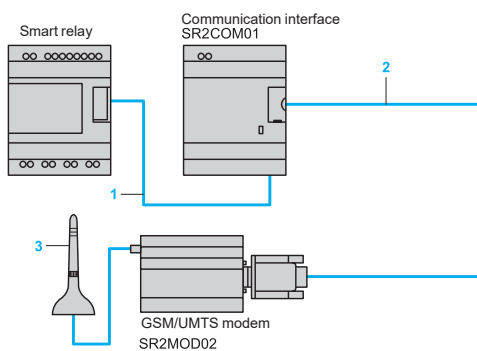 Smart relay
Communication interface
SR2COM01
2
1
3
GSM/UMTS modem
SR2MOD02